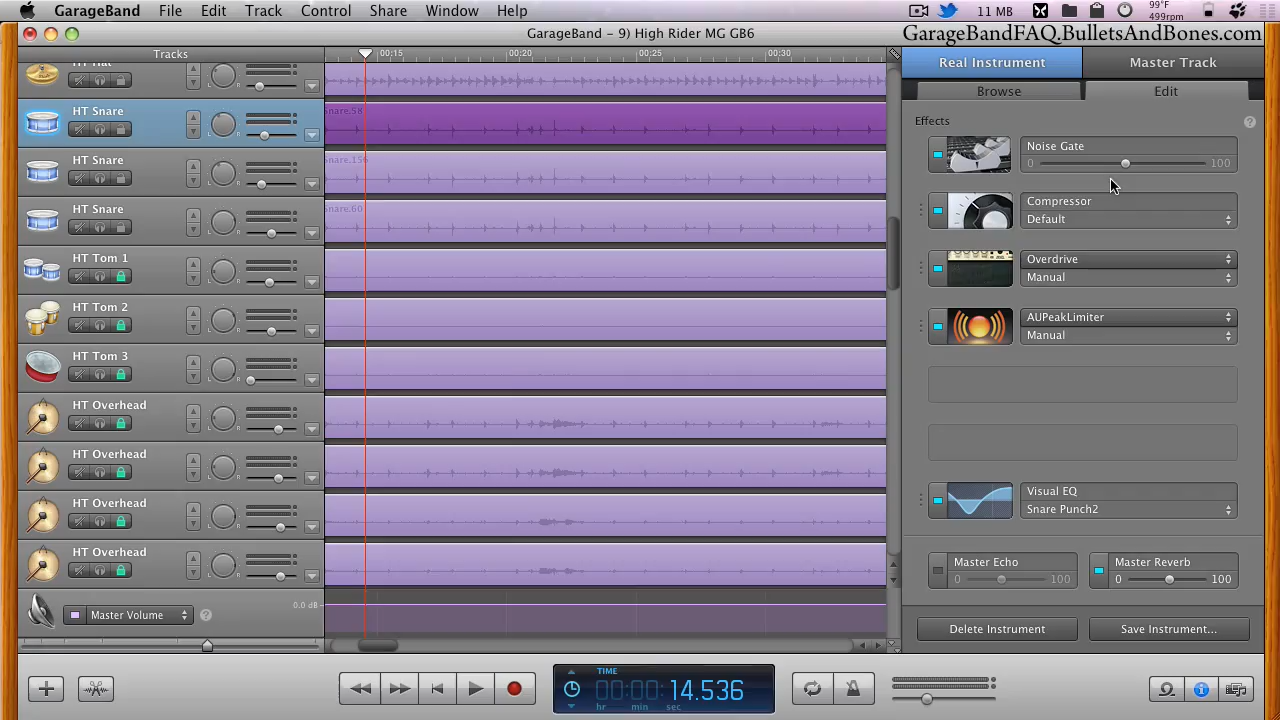 GarageBand File Edit Track Control Share Window Help 11 MB 99°F 499rpm
GarageBand - 9) High Rider MG GB6
GarageBandFAQ.BulletsAndBones.com
Tracks
00:15 00:20 00:25 00:30
Real Instrument Master Track
Browse Edit
Effects
Noise Gate
0 100
Compressor
Default
Overdrive
Manual
AUPeakLimiter
Manual
Visual EQ
Snare Punch2
Master Echo
0 100
Master Reverb
0 100
Delete Instrument Save Instrument...
HT Hat
L R
HT Snare
L R
Snare.58
HT Snare
L R
Snare.156
HT Snare
L R
Snare.60
HT Tom 1
L R
HT Tom 2
L R
HT Tom 3
L R
HT Overhead
L R
HT Overhead
L R
HT Overhead
L R
HT Overhead
L R
Master Volume
0.0 dB
TIME
00:00:14.536
hr min sec